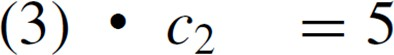 (3) • c₂ = 5